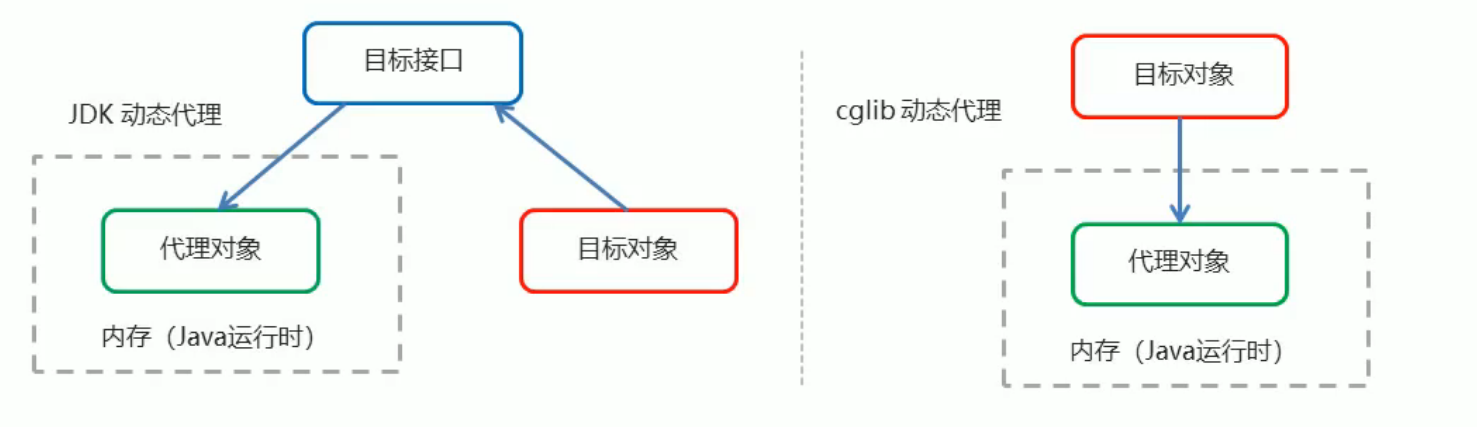 目标接口
JDK 动态代理
代理对象
目标对象
内存（Java运行时）
cglib 动态代理
目标对象
代理对象
内存（Java运行时）